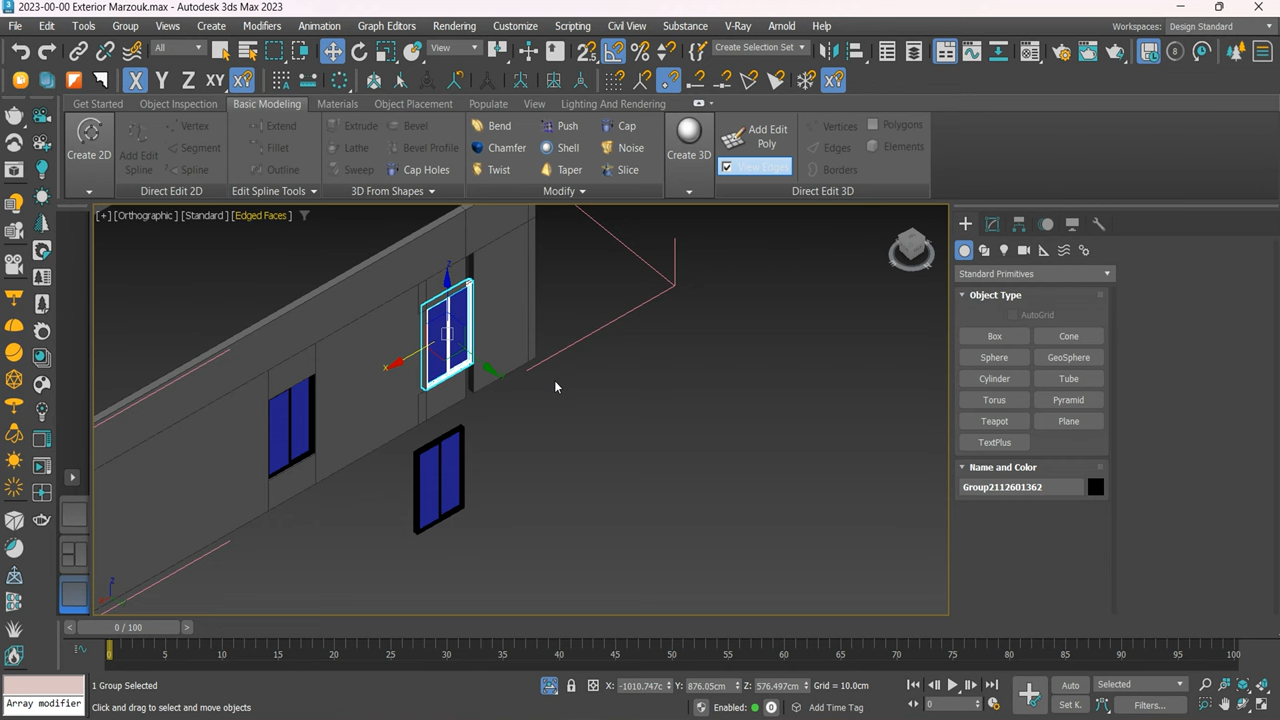 2023-00-00 Exterior Marzouk.max - Autodesk 3ds Max 2023
File Edit Tools Group Views Create Modifiers Animation Graph Editors Rendering Customize Scripting Civil View Substance V-Ray Arnold Help
Workspaces: Design Standard
All View Create Selection Set
X Y Z XY
Get Started Object Inspection Basic Modeling Materials Object Placement Populate View Lighting And Rendering
Create 2D
Add Edit Spline
Vertex
Segment
Spline
Direct Edit 2D
Extend
Fillet
Outline
Edit Spline Tools
Extrude Bevel
Lathe Bevel Profile
Sweep Cap Holes
3D From Shapes
Bend Push Cap
Chamfer Shell Noise
Twist Taper Slice
Modify
Create 3D
Add Edit Poly
View Edges
Vertices Polygons
Edges Elements
Borders
Direct Edit 3D
[+] [Orthographic ] [Standard ] [Edged Faces ]
z
x
z
Standard Primitives
Object Type
AutoGrid
Box Cone
Sphere GeoSphere
Cylinder Tube
Torus Pyramid
Teapot Plane
TextPlus
Name and Color
Group2112601362
< 0 / 100 >
0 5 10 15 20 25 30 35 40 45 50 55 60 65 70 75 80 85 90 95 100
1 Group Selected
X: -1010.747c Y: 876.05cm Z: 576.497cm Grid = 10.0cm
Auto Selected
Array modifier
Click and drag to select and move objects
Enabled: 0 Add Time Tag
0
Set K. Filters...